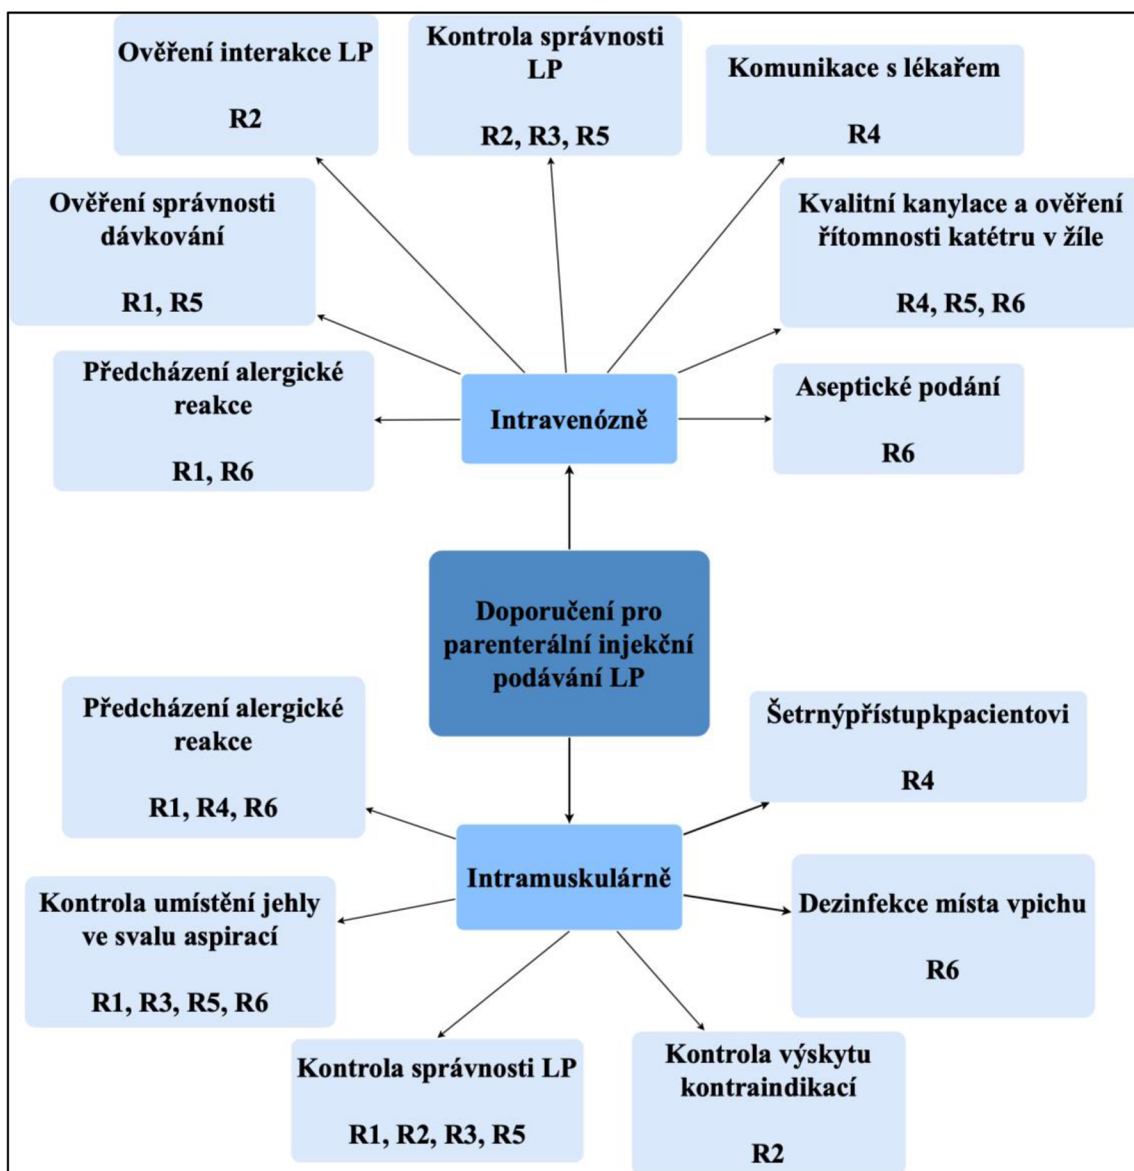 Ověření interakce LP
R2
Kontrola správnosti
LP
R2, R3, R5
Komunikace s lékařem
R4
Ověření správnosti
dávkování
R1, R5
Kvalitní kanylace a ověření
řítomnosti katétru v žíle
R4, R5, R6
Předcházení alergické
reakce
R1, R6
Intravenózně
Aseptické podání
R6
Doporučení pro
parenterální injekční
podávání LP
Předcházení alergické
reakce
R1, R4, R6
Šetrnýpřístupkpacientovi
R4
Intramuskulárně
Kontrola umístění jehly
ve svalu aspirací
R1, R3, R5, R6
Dezinfekce místa vpichu
R6
Kontrola správnosti LP
R1, R2, R3, R5
Kontrola výskytu
kontraindikací
R2